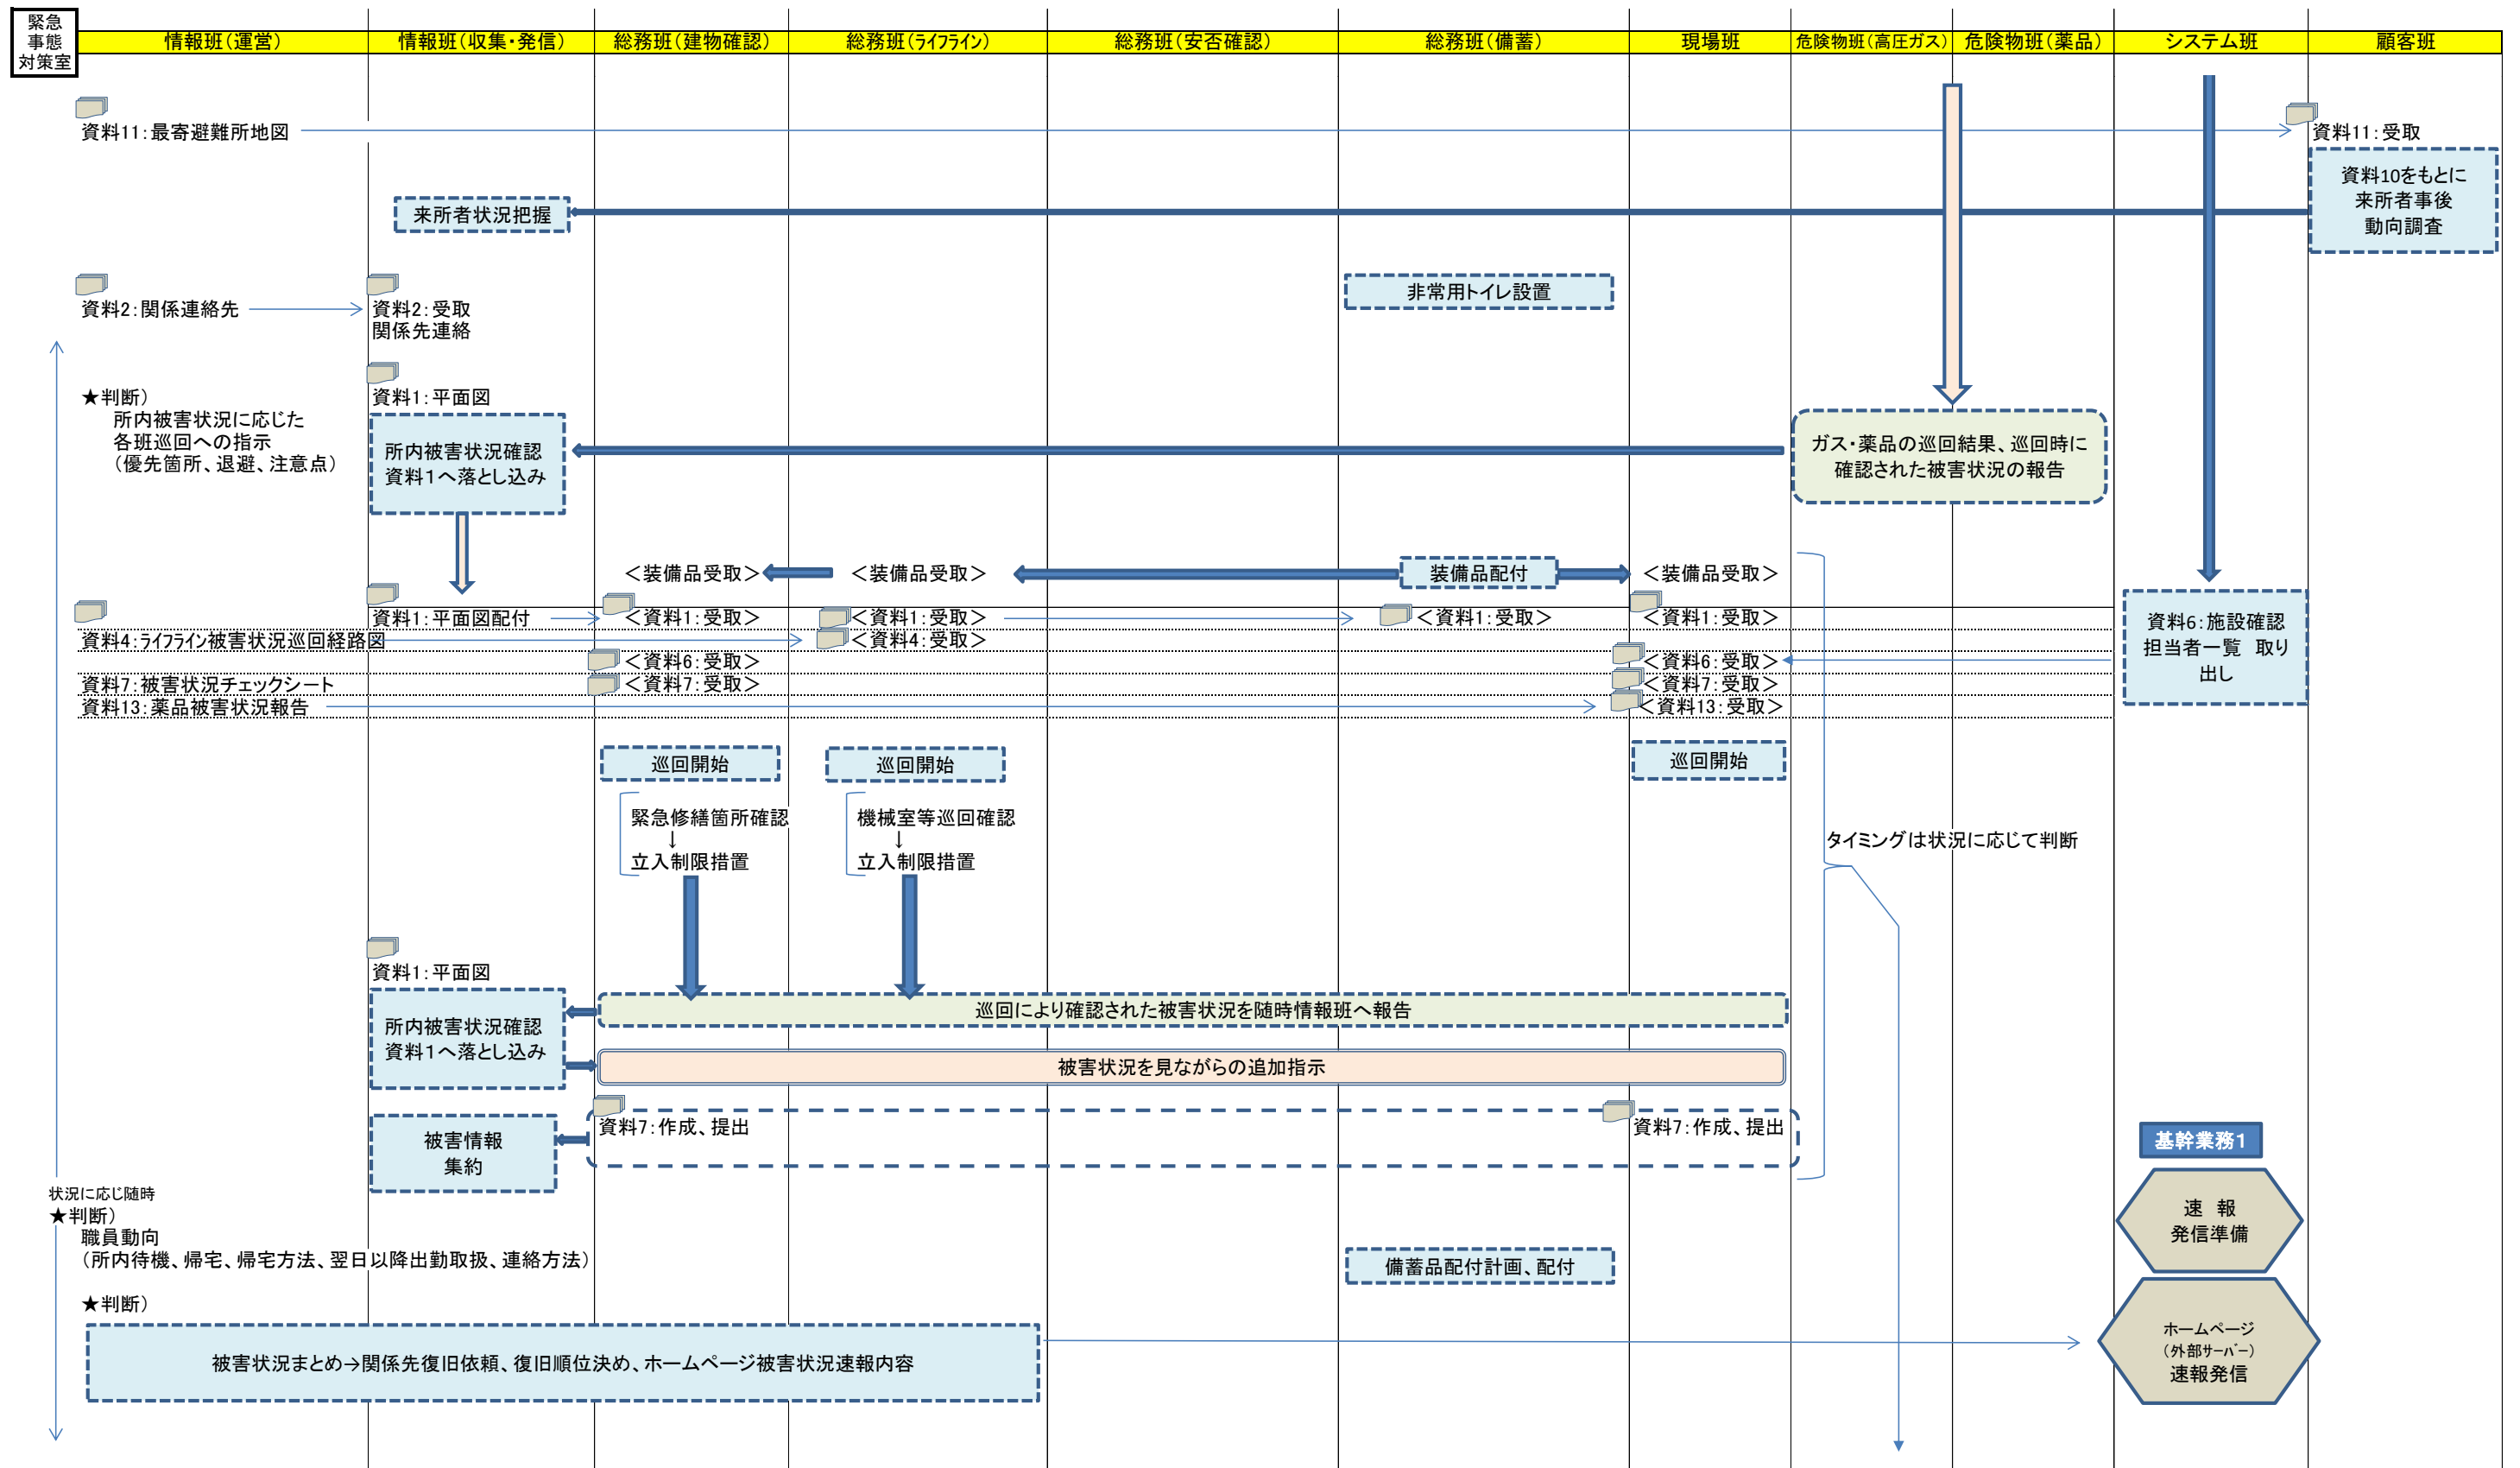 緊急
事態
対策室
情報班(運営)
情報班(収集・発信)
総務班(建物確認)
総務班(ライフライン)
総務班(安否確認)
総務班(備蓄)
現場班
危険物班(高圧ガス)
危険物班(薬品)
システム班
顧客班
資料11:最寄避難所地図
資料11:受取
資料10をもとに
来所者事後
動向調査
来所者状況把握
資料2:関係連絡先
資料2:受取
関係先連絡
非常用トイレ設置
★判断)
所内被害状況に応じた
各班巡回への指示
(優先箇所、退避、注意点)
資料1:平面図
所内被害状況確認
資料1へ落とし込み
ガス・薬品の巡回結果、巡回時に
確認された被害状況の報告
<装備品受取>
<装備品受取>
装備品配付
<装備品受取>
資料1:平面図配付
<資料1:受取>
<資料1:受取>
<資料1:受取>
<資料1:受取>
資料4:ライフライン被害状況巡回経路図
<資料4:受取>
<資料6:受取>
<資料6:受取>
資料7:被害状況チェックシート
<資料7:受取>
<資料7:受取>
資料13:薬品被害状況報告
<資料13:受取>
資料6:施設確認
担当者一覧 取り
出し
巡回開始
巡回開始
巡回開始
緊急修繕箇所確認
↓
立入制限措置
機械室等巡回確認
↓
立入制限措置
タイミングは状況に応じて判断
資料1:平面図
所内被害状況確認
資料1へ落とし込み
巡回により確認された被害状況を随時情報班へ報告
被害状況を見ながらの追加指示
被害情報
集約
資料7:作成、提出
資料7:作成、提出
基幹業務1
速 報
発信準備
状況に応じ随時
★判断)
職員動向
(所内待機、帰宅、帰宅方法、翌日以降出勤取扱、連絡方法)
備蓄品配付計画、配付
★判断)
被害状況まとめ→関係先復旧依頼、復旧順位決め、ホームページ被害状況速報内容
ホームページ
(外部サーバー)
速報発信